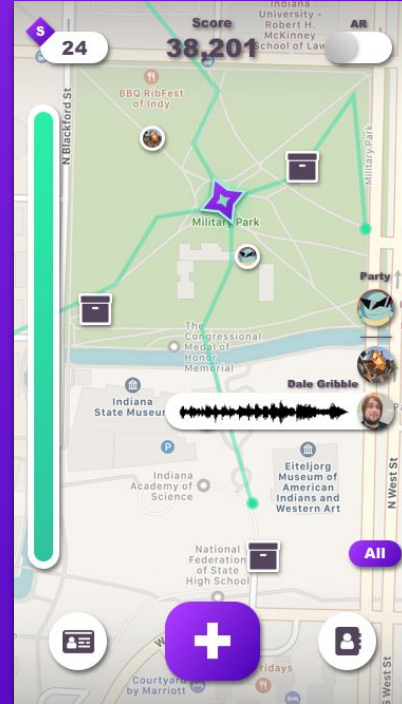 Indiana
University -
Robert H.
McKinney
School of Law
S
24
Score
38,201
AR
BBQ RibFest
of Indy
N Blackford St
Military Park
Military Park
Party
The
Congressional
Medal of
Honor
Memorial
Dale Gribble
Indiana
State Museu
P
Eiteljorg
Museum of
American
Indians and
Western Art
Indiana
Academy of
Science
N West St
National
Federation
of State
High School
All
W
Fridays
Courtyard
by Marriott
S West St